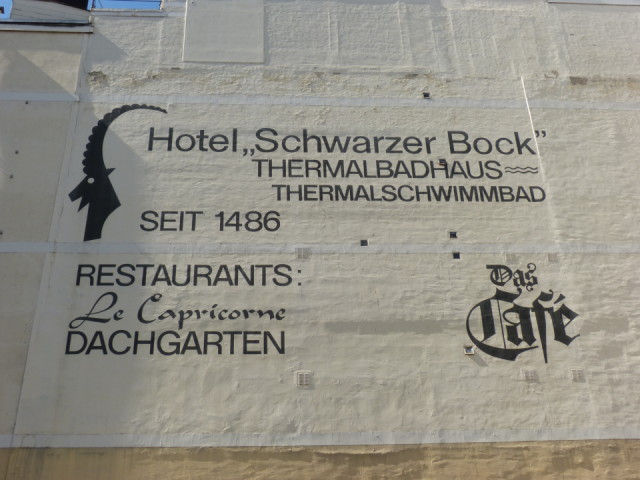 Hotel „Schwarzer Bock”
THERMALBADHAUS
THERMALSCHWIMMBAD
SEIT 1486
RESTAURANTS:
Le Capricorne
DACHGARTEN
Das
Café